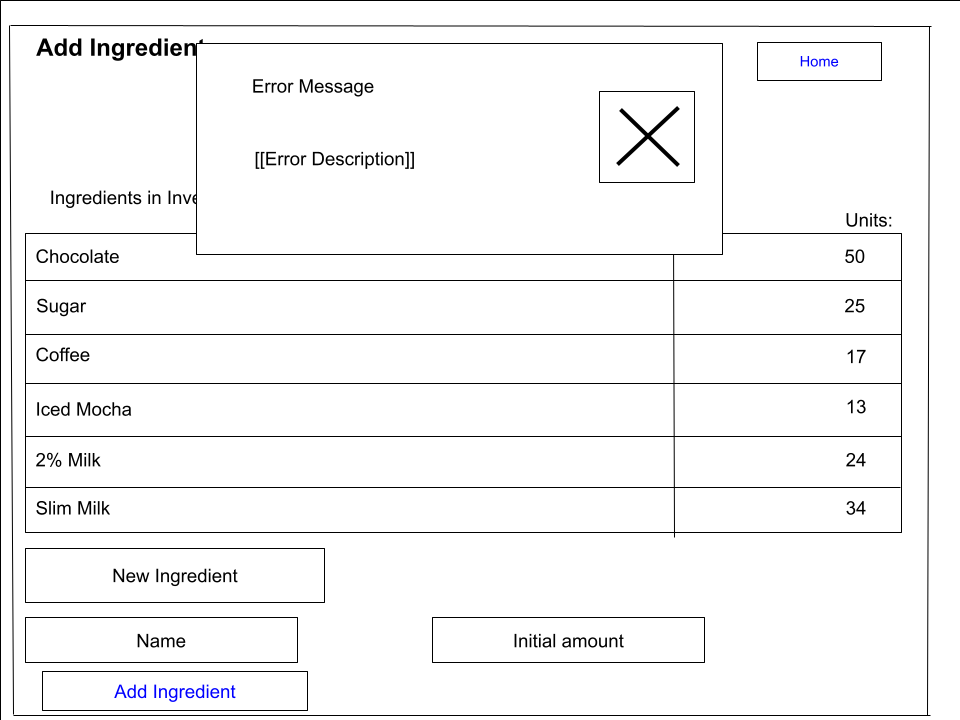 Add Ingredient
Home
Error Message
[[Error Description]]
Ingredients in Inve
Units:
Chocolate 50
Sugar 25
Coffee 17
Iced Mocha 13
2% Milk 24
Slim Milk 34
New Ingredient
Name Initial amount
Add Ingredient